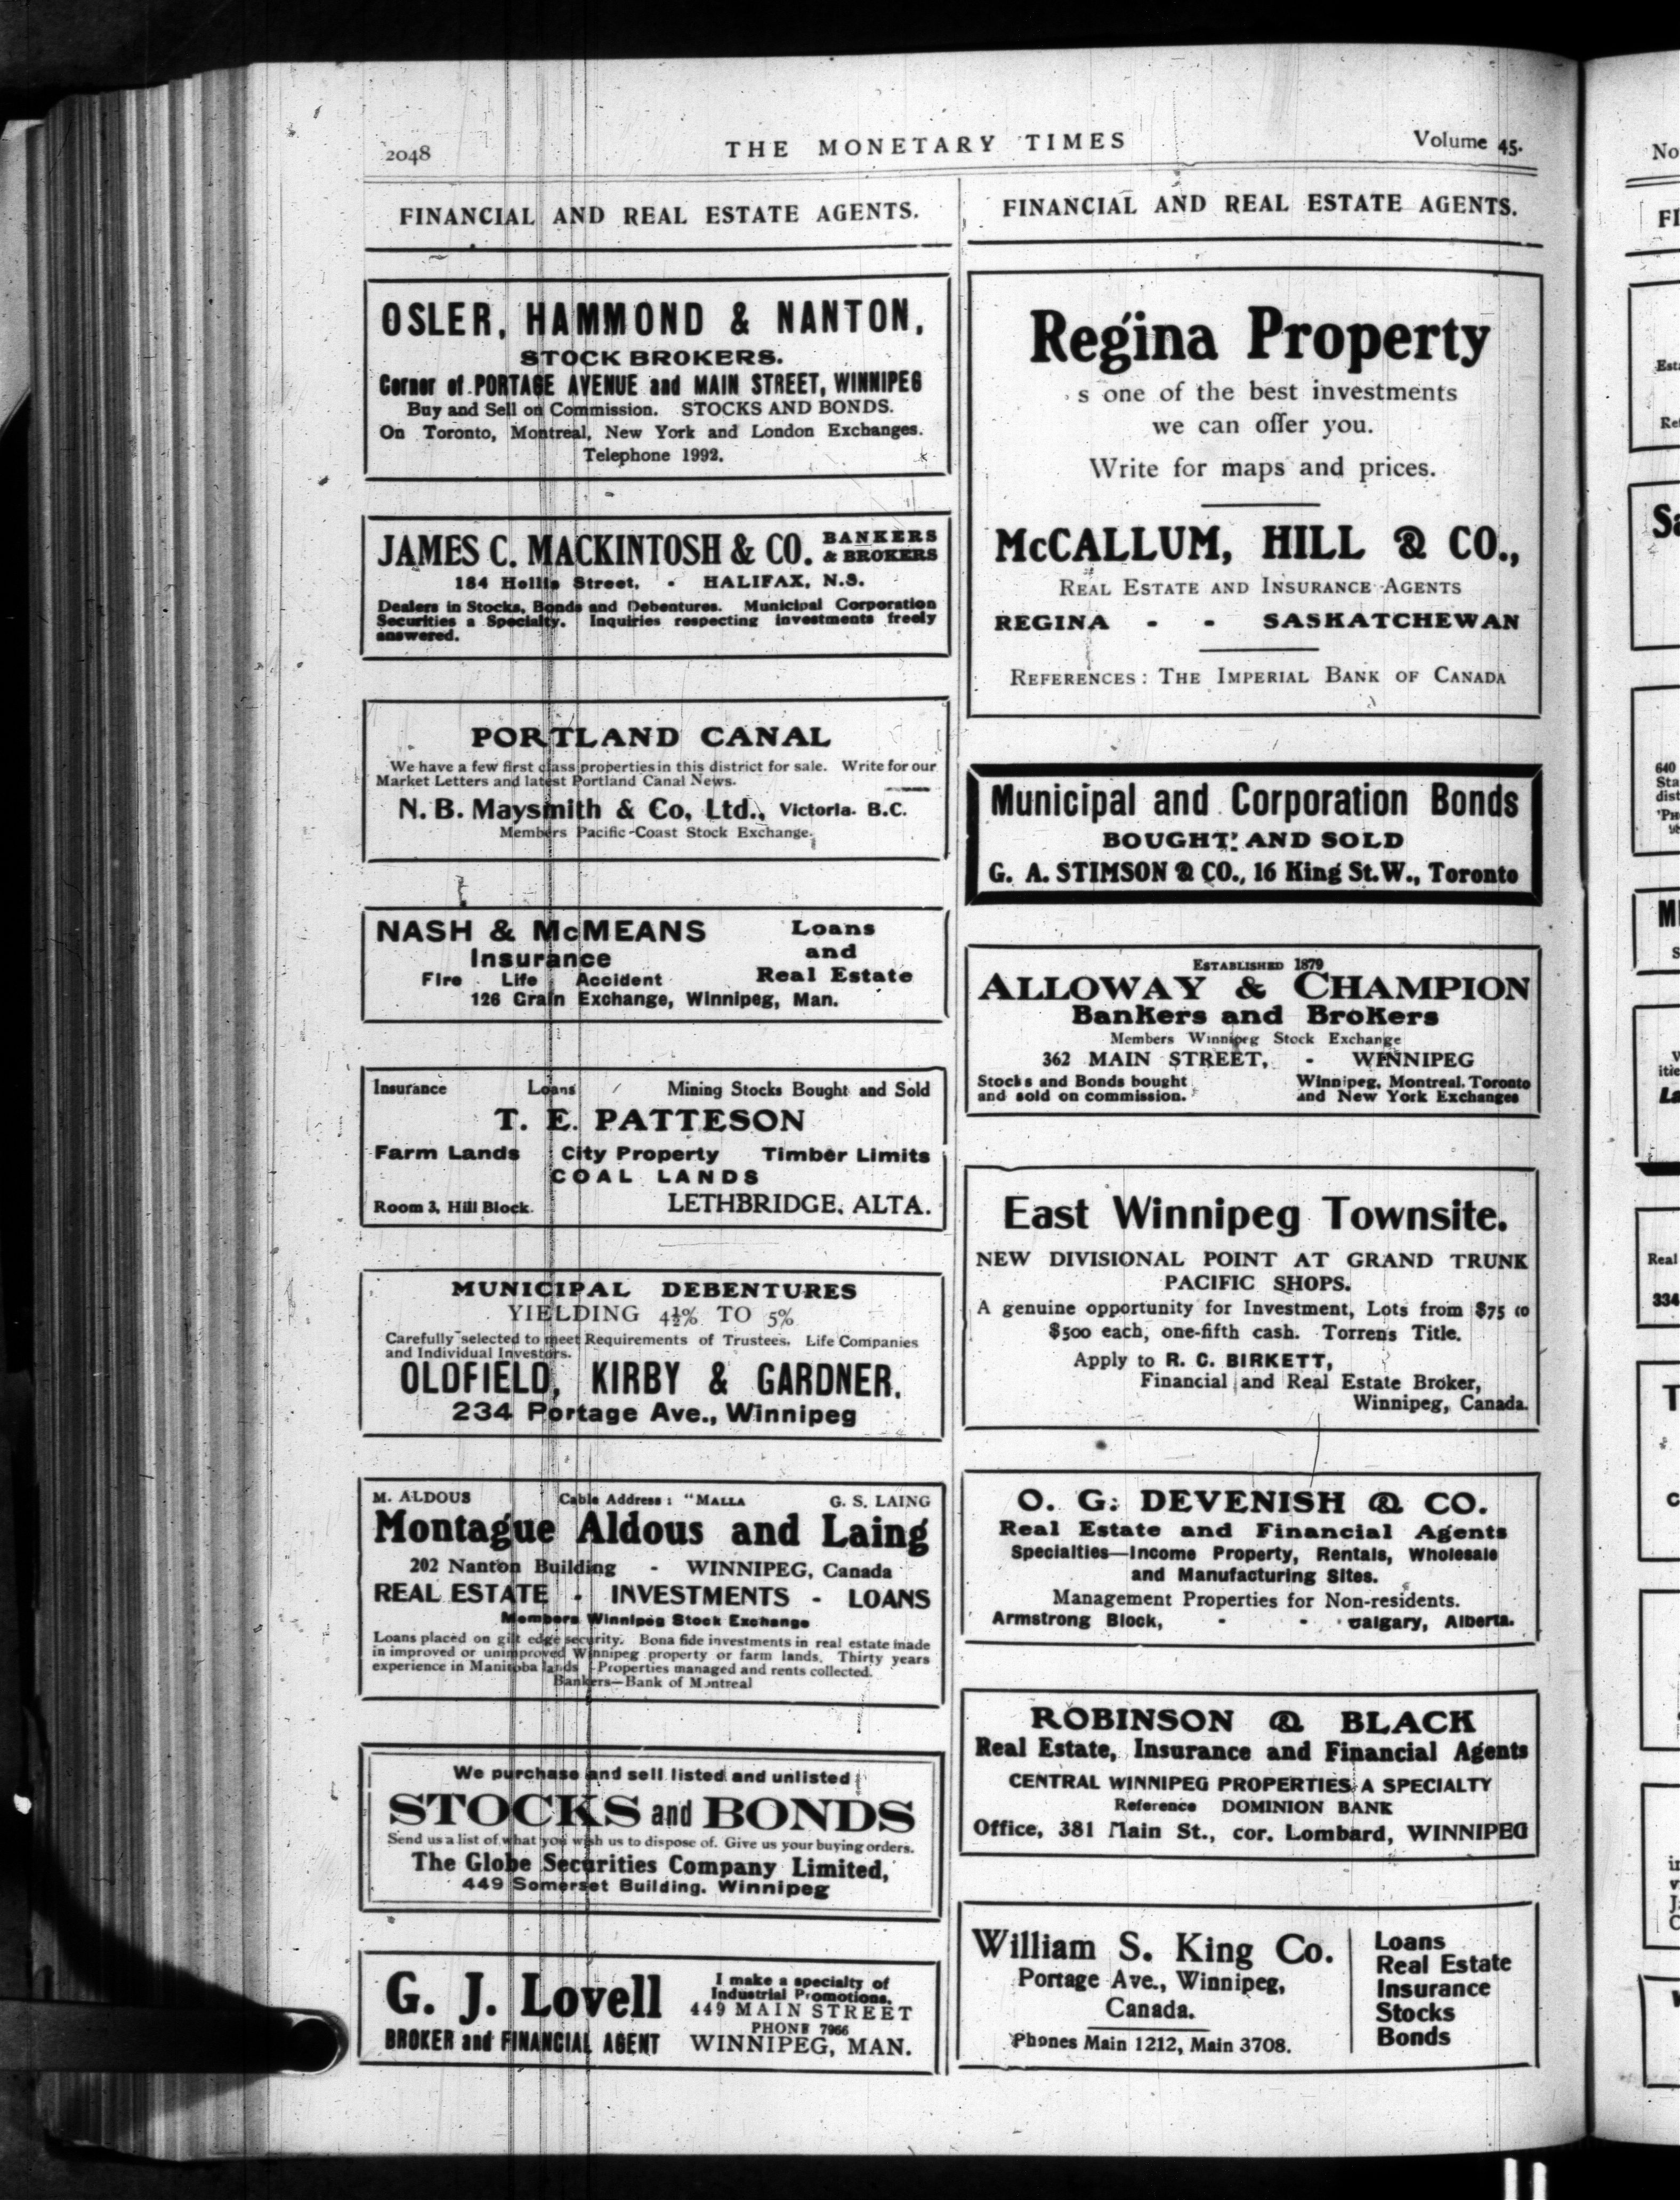 2048
THE MONETARY TIMES
Volume 45.
FINANCIAL AND REAL ESTATE AGENTS.
OSLER, HAMMOND & NANTON,
STOCK BROKERS.
Corner of PORTAGE AVENUE and MAIN STREET, WINNIPEG
Buy and Sell on Commission. STOCKS AND BONDS.
On Toronto, Montreal, New York and London Exchanges.
Telephone 1992.
JAMES C. MACKINTOSH & CO. BANKERS
& BROKERS
184 Hollis Street, - HALIFAX, N.S.
Dealers in Stocks, Bonds and Debentures. Municipal Corporation
Securities a Specialty. Inquiries respecting investments freely
answered.
PORTLAND CANAL
We have a few first class properties in this district for sale. Write for our
Market Letters and latest Portland Canal News.
N. B. Maysmith & Co, Ltd., Victoria. B.C.
Members Pacific-Coast Stock Exchange.
NASH & McMEANS
Insurance
Fire Life Accident
Loans
and
Real Estate
126 Grain Exchange, Winnipeg, Man.
Insurance Loans Mining Stocks Bought and Sold
T. E. PATTESON
Farm Lands City Property Timber Limits
COAL LANDS
Room 3, Hill Block. LETHBRIDGE, ALTA.
MUNICIPAL DEBENTURES
YIELDING 4½% TO 5%
Carefully selected to meet Requirements of Trustees, Life Companies
and Individual Investors.
OLDFIELD, KIRBY & GARDNER,
234 Portage Ave., Winnipeg
M. ALDOUS Cable Address: "MALLA G. S. LAING
Montague Aldous and Laing
202 Nanton Building - WINNIPEG, Canada
REAL ESTATE - INVESTMENTS - LOANS
Members Winnipeg Stock Exchange
Loans placed on gilt edge security. Bona fide investments in real estate made
in improved or unimproved Winnipeg property or farm lands. Thirty years
experience in Manitoba lands Properties managed and rents collected.
Bankers—Bank of Montreal
We purchase and sell listed and unlisted
STOCKS and BONDS
Send us a list of what you wish us to dispose of. Give us your buying orders.
The Globe Securities Company Limited,
449 Somerset Building. Winnipeg
G. J. Lovell
BROKER and FINANCIAL AGENT
I make a specialty of
Industrial Promotions.
449 MAIN STREET
PHONE 7966
WINNIPEG, MAN.
FINANCIAL AND REAL ESTATE AGENTS.
Regina Property
s one of the best investments
we can offer you.
Write for maps and prices.
McCALLUM, HILL & CO.,
REAL ESTATE AND INSURANCE AGENTS
REGINA - - SASKATCHEWAN
REFERENCES: THE IMPERIAL BANK OF CANADA
Municipal and Corporation Bonds
BOUGHT AND SOLD
G. A. STIMSON & CO., 16 King St. W., Toronto
ESTABLISHED 1879
ALLOWAY & CHAMPION
Bankers and Brokers
Members Winnipeg Stock Exchange
362 MAIN STREET, - WINNIPEG
Stocks and Bonds bought
and sold on commission.
Winnipeg, Montreal, Toronto
and New York Exchanges
East Winnipeg Townsite.
NEW DIVISIONAL POINT AT GRAND TRUNK
PACIFIC SHOPS.
A genuine opportunity for Investment, Lots from $75 to
$500 each, one-fifth cash. Torrens Title.
Apply to R. C. BIRKETT,
Financial and Real Estate Broker,
Winnipeg, Canada.
O. G. DEVENISH & CO.
Real Estate and Financial Agents
Specialties—Income Property, Rentals, Wholesale
and Manufacturing Sites.
Management Properties for Non-residents.
Armstrong Block, - - Calgary, Alberta.
ROBINSON & BLACK
Real Estate, Insurance and Financial Agents
CENTRAL WINNIPEG PROPERTIES A SPECIALTY
Reference DOMINION BANK
Office, 381 Main St., cor. Lombard, WINNIPEG
William S. King Co.
Portage Ave., Winnipeg,
Canada.
Phones Main 1212, Main 3708.
Loans
Real Estate
Insurance
Stocks
Bonds